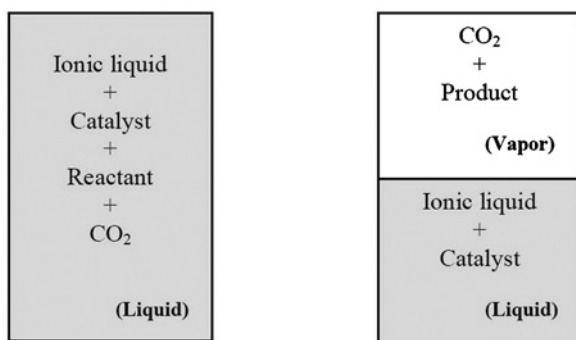 Ionic liquid
+
Catalyst
+
Reactant
+
CO₂
(Liquid)
CO₂
+
Product
(Vapor)
Ionic liquid
+
Catalyst
(Liquid)